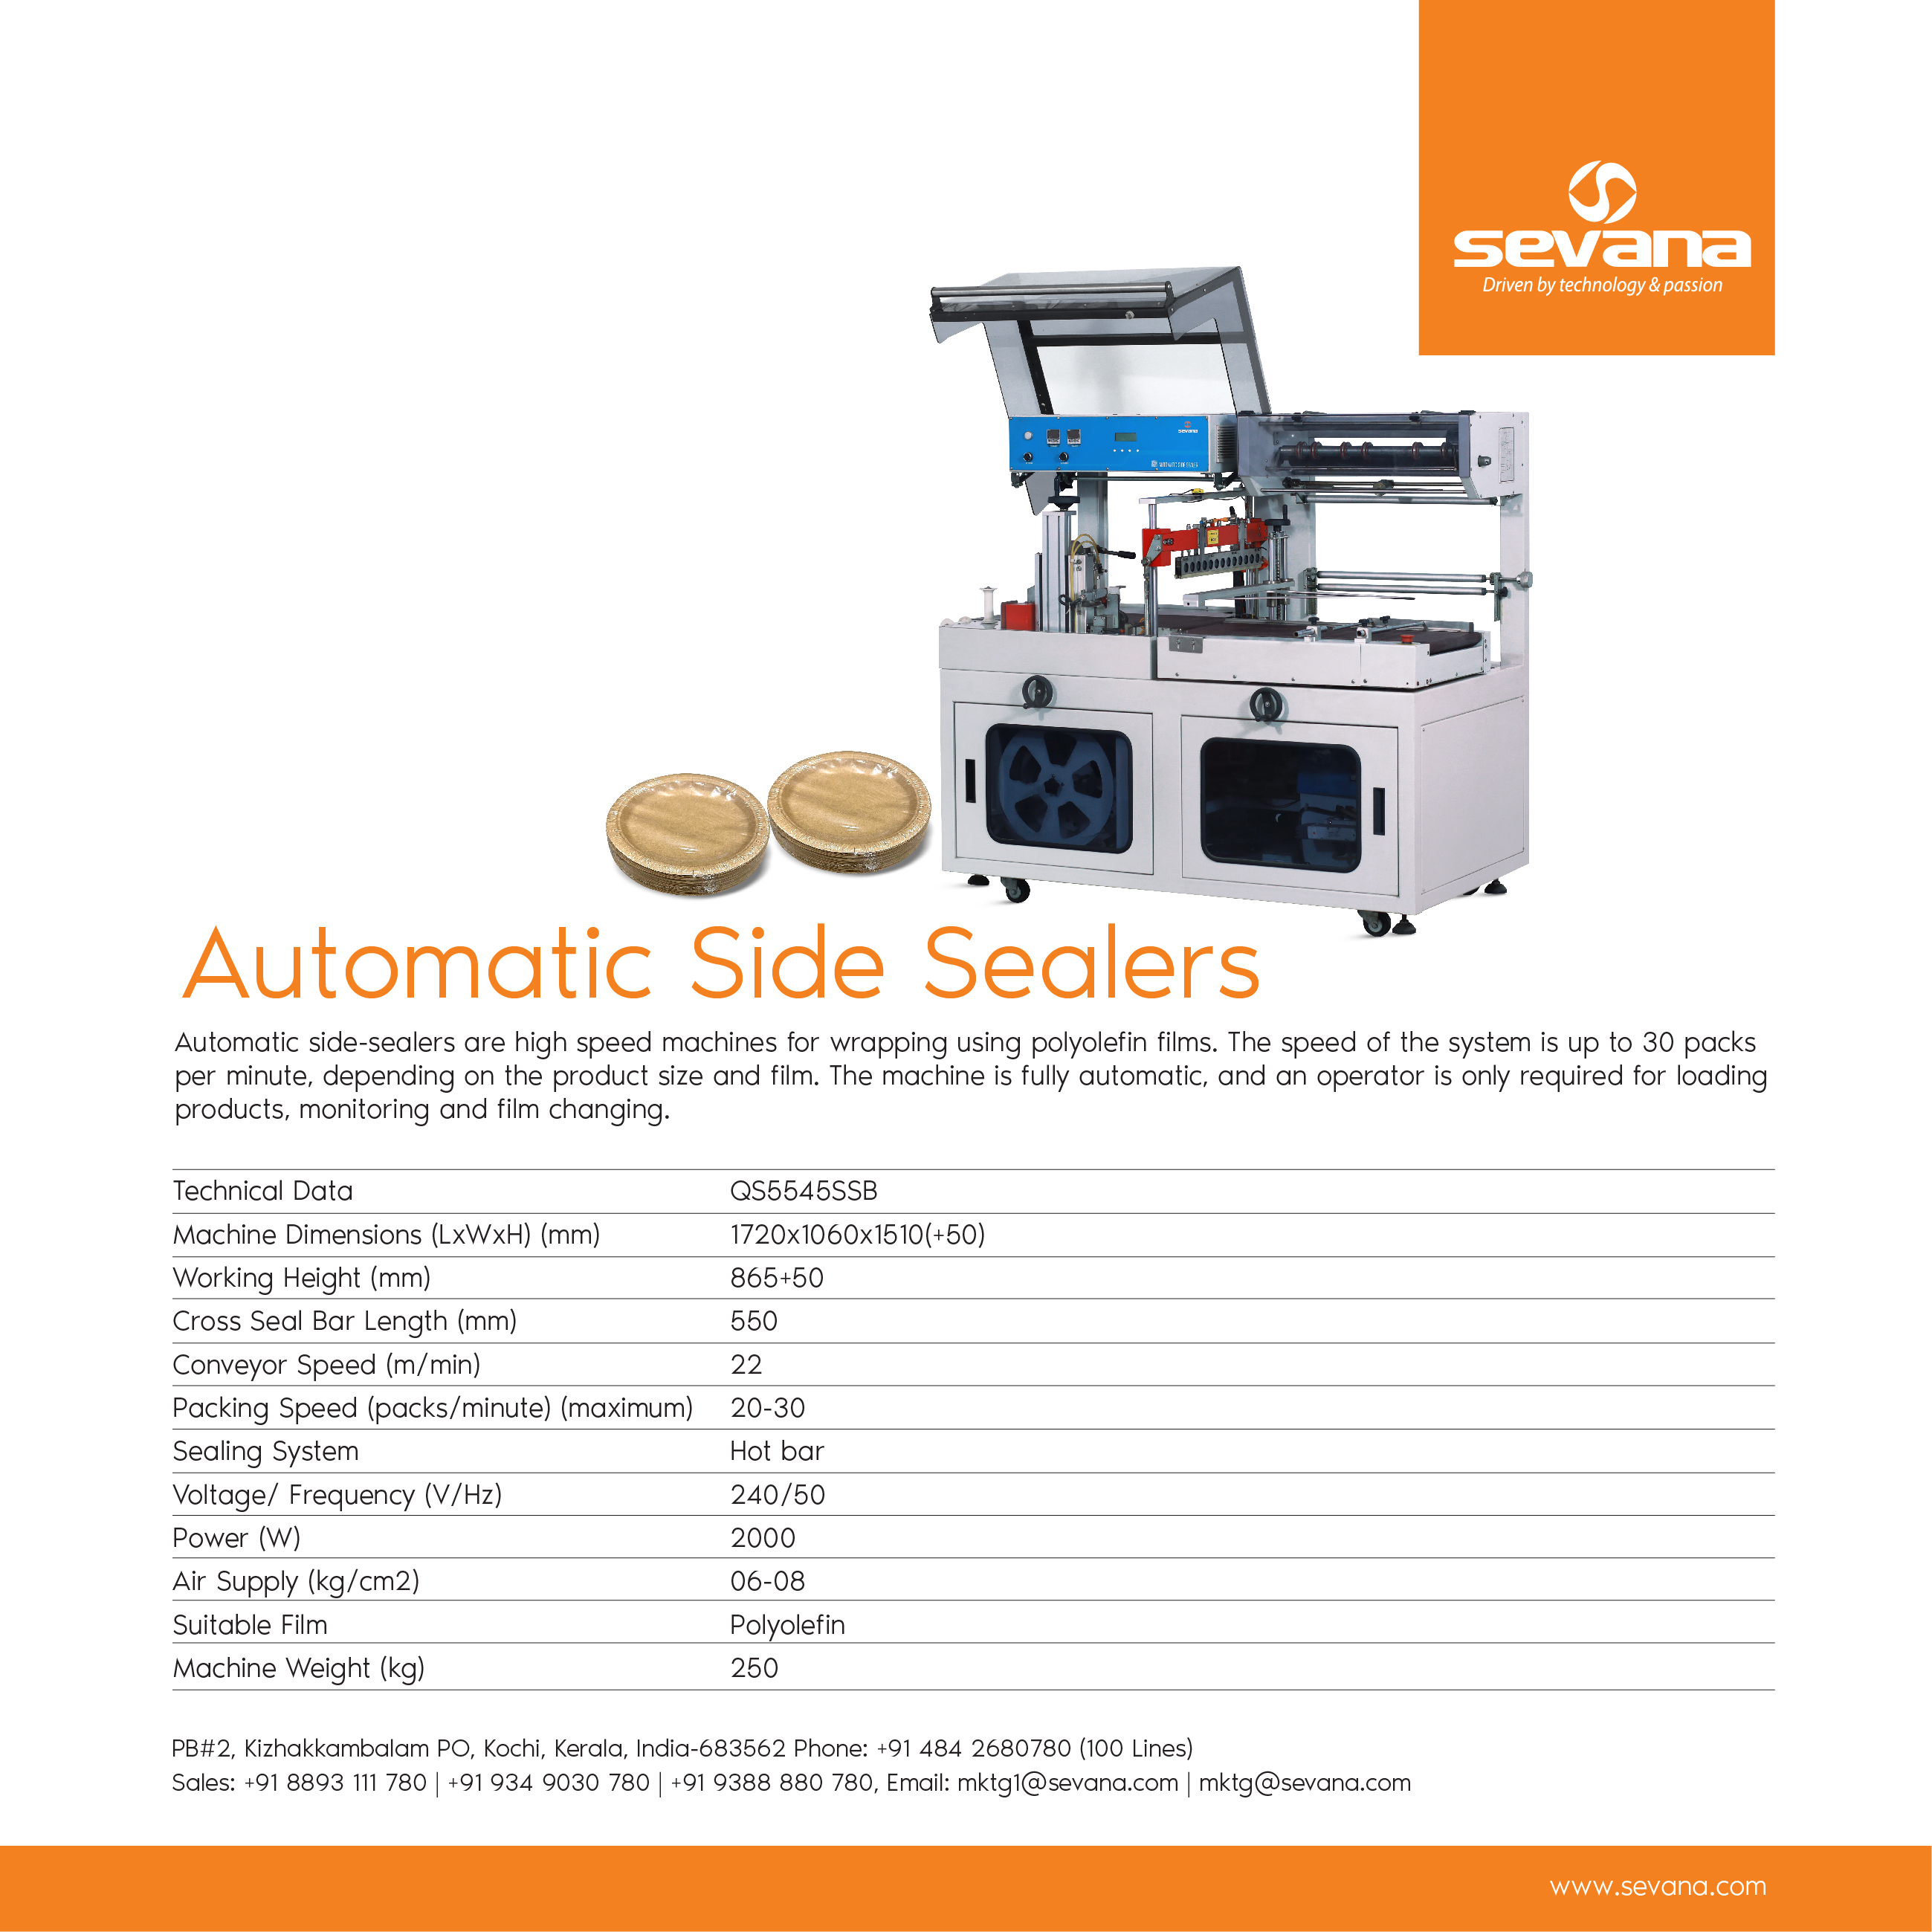 sevana
Driven by technology & passion
sevana
Automatic Side Sealers
Automatic side-sealers are high speed machines for wrapping using polyolefin films. The speed of the system is up to 30 packs
per minute, depending on the product size and film. The machine is fully automatic, and an operator is only required for loading
products, monitoring and film changing.
Technical Data QS5545SSB
Machine Dimensions (LxWxH) (mm) 1720x1060x1510(+50)
Working Height (mm) 865+50
Cross Seal Bar Length (mm) 550
Conveyor Speed (m/min) 22
Packing Speed (packs/minute) (maximum) 20-30
Sealing System Hot bar
Voltage/ Frequency (V/Hz) 240/50
Power (W) 2000
Air Supply (kg/cm2) 06-08
Suitable Film Polyolefin
Machine Weight (kg) 250
PB#2, Kizhakkambalam PO, Kochi, Kerala, India-683562 Phone: +91 484 2680780 (100 Lines)
Sales: +91 8893 111 780 | +91 934 9030 780 | +91 9388 880 780, Email: mktg1@sevana.com | mktg@sevana.com
www.sevana.com